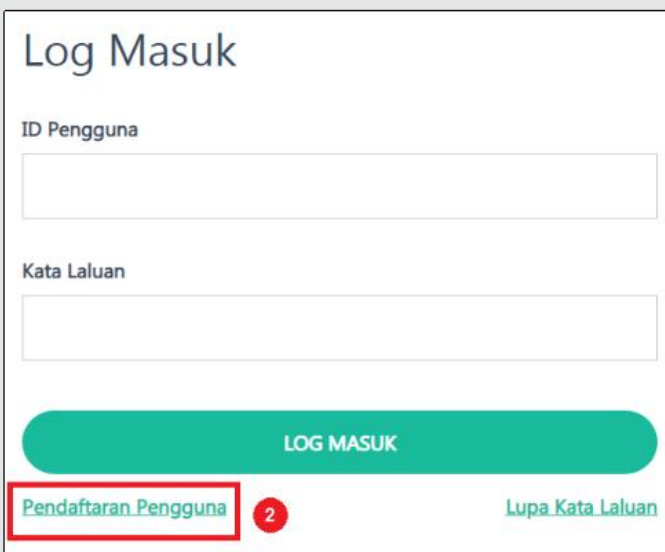 Log Masuk
ID Pengguna
Kata Laluan
LOG MASUK
Pendaftaran Pengguna 2 Lupa Kata Laluan